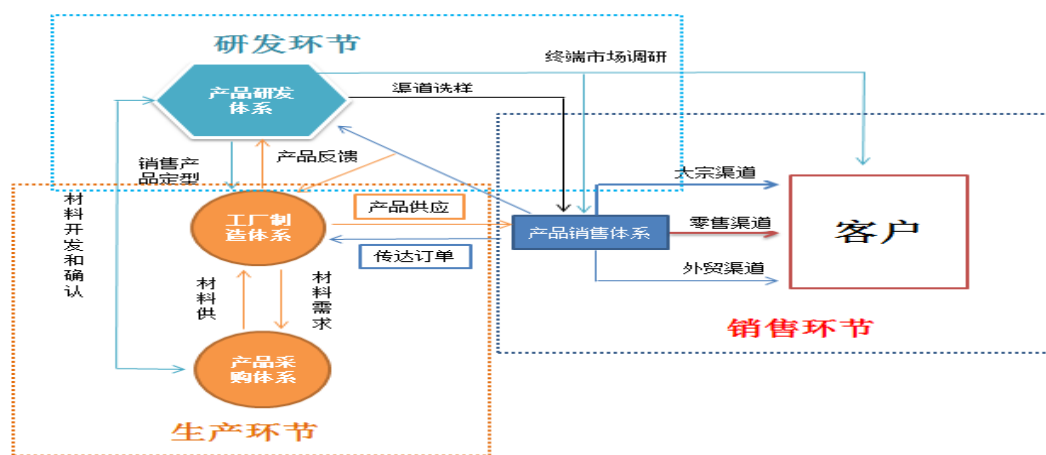 研发环节
终端市场调研
产品研发
体系
渠道选样
销售产
品定型
产品反馈
材料开发和确认
工厂制
造体系
产品供应
传达订单
产品销售体系
大宗渠道
零售渠道
外贸渠道
客户
材料供
材料需求
产品采
购体系
销售环节
生产环节